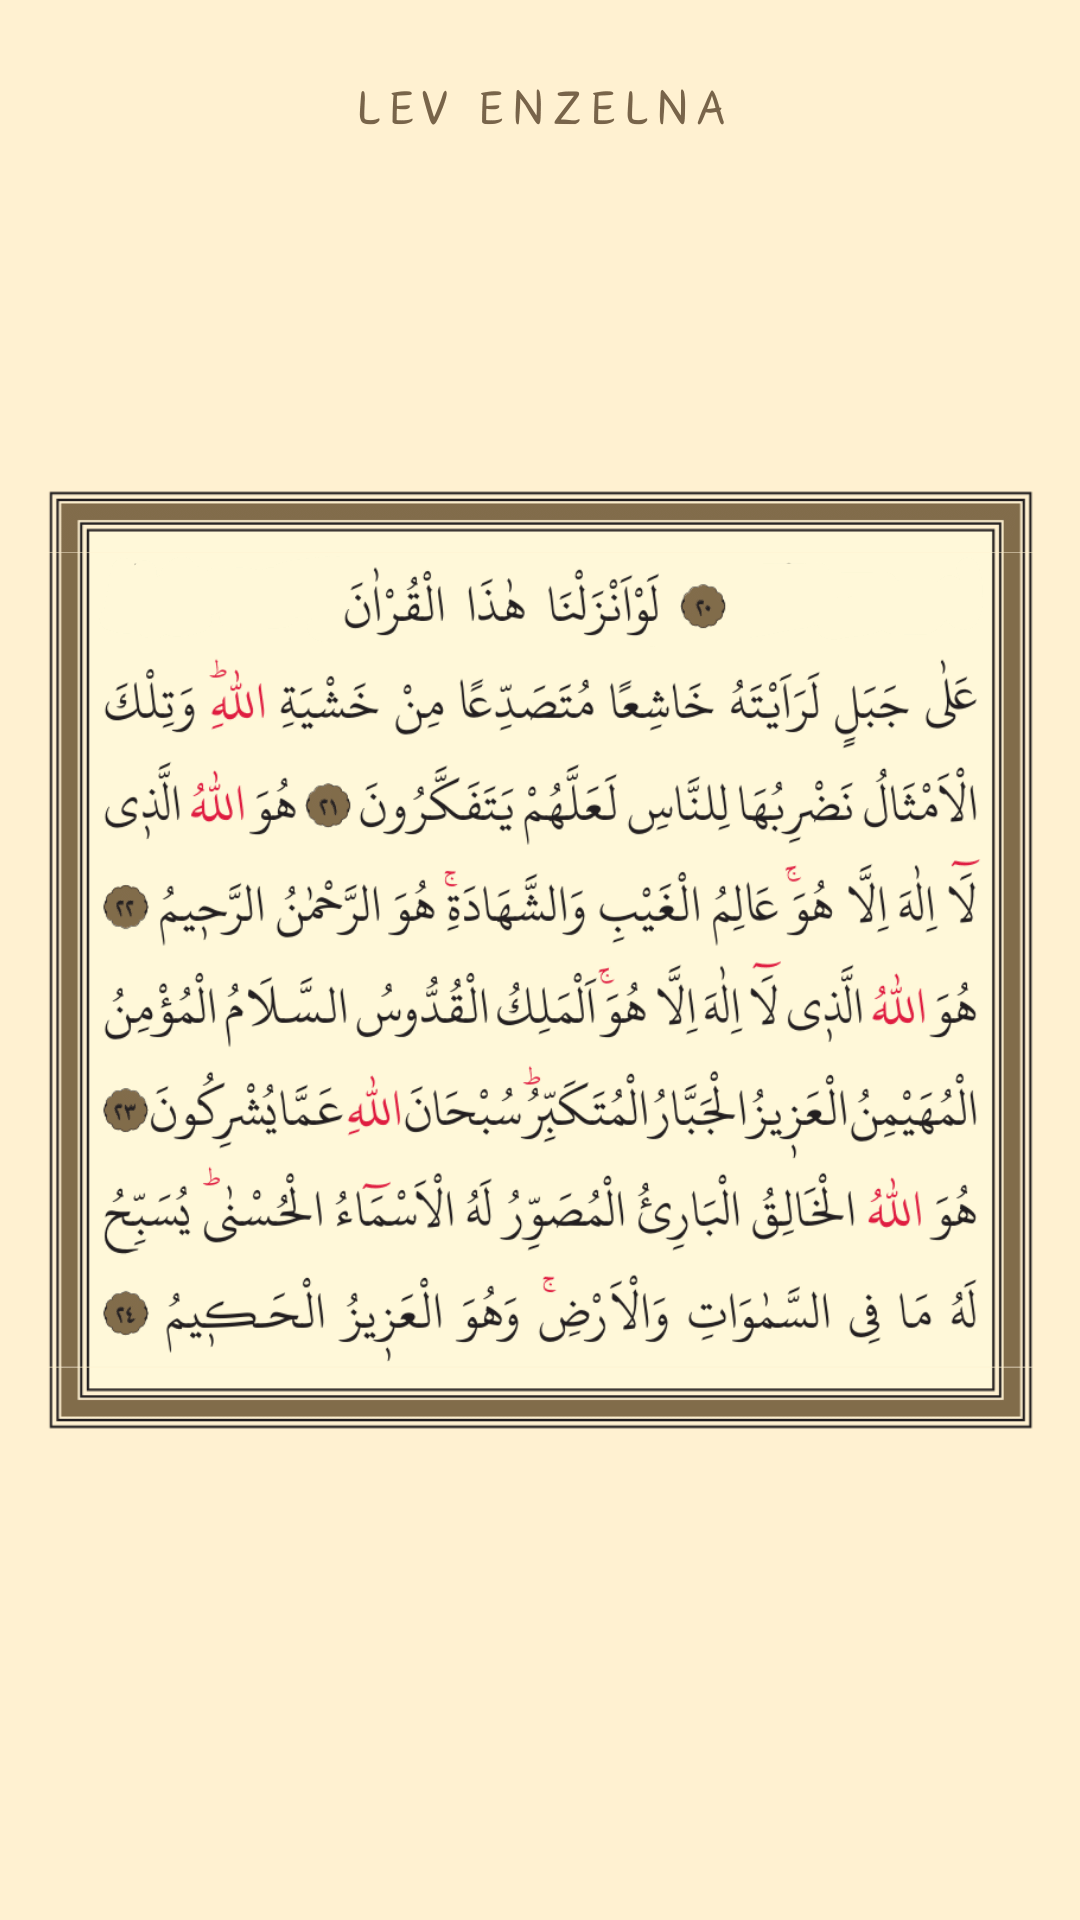 LEV ENZELNA
٢٠ لَوْاَنْزَلْنَا هٰذَا الْقُرْاٰنَ
عَلٰى جَبَلٍ لَرَاَيْتَهُ خَاشِعًا مُتَصَدِّعًا مِنْ خَشْيَةِ اللّٰهِۜ وَتِلْكَ
الْاَمْثَالُ نَضْرِبُهَا لِلنَّاسِ لَعَلَّهُمْ يَتَفَكَّرُونَ ٢١ هُوَ اللّٰهُ الَّذ۪ى
لَٓا اِلٰهَ اِلَّا هُوَۚ عَالِمُ الْغَيْبِ وَالشَّهَادَةِۚ هُوَ الرَّحْمٰنُ الرَّح۪يمُ ٢٢
هُوَ اللّٰهُ الَّذ۪ى لَٓا اِلٰهَ اِلَّا هُوَۚ اَلْمَلِكُ الْقُدُّوسُ السَّلَامُ الْمُؤْمِنُ
الْمُهَيْمِنُ الْعَز۪يزُ الْجَبَّارُ الْمُتَكَبِّرُۜ سُبْحَانَ اللّٰهِ عَمَّا يُشْرِكُونَ ٢٣
هُوَ اللّٰهُ الْخَالِقُ الْبَارِئُ الْمُصَوِّرُ لَهُ الْاَسْمَٓاءُ الْحُسْنٰىۜ يُسَبِّحُ
لَهُ مَا فِى السَّمٰوَاتِ وَالْاَرْضِۚ وَهُوَ الْعَز۪يزُ الْحَك۪يمُ ٢٤